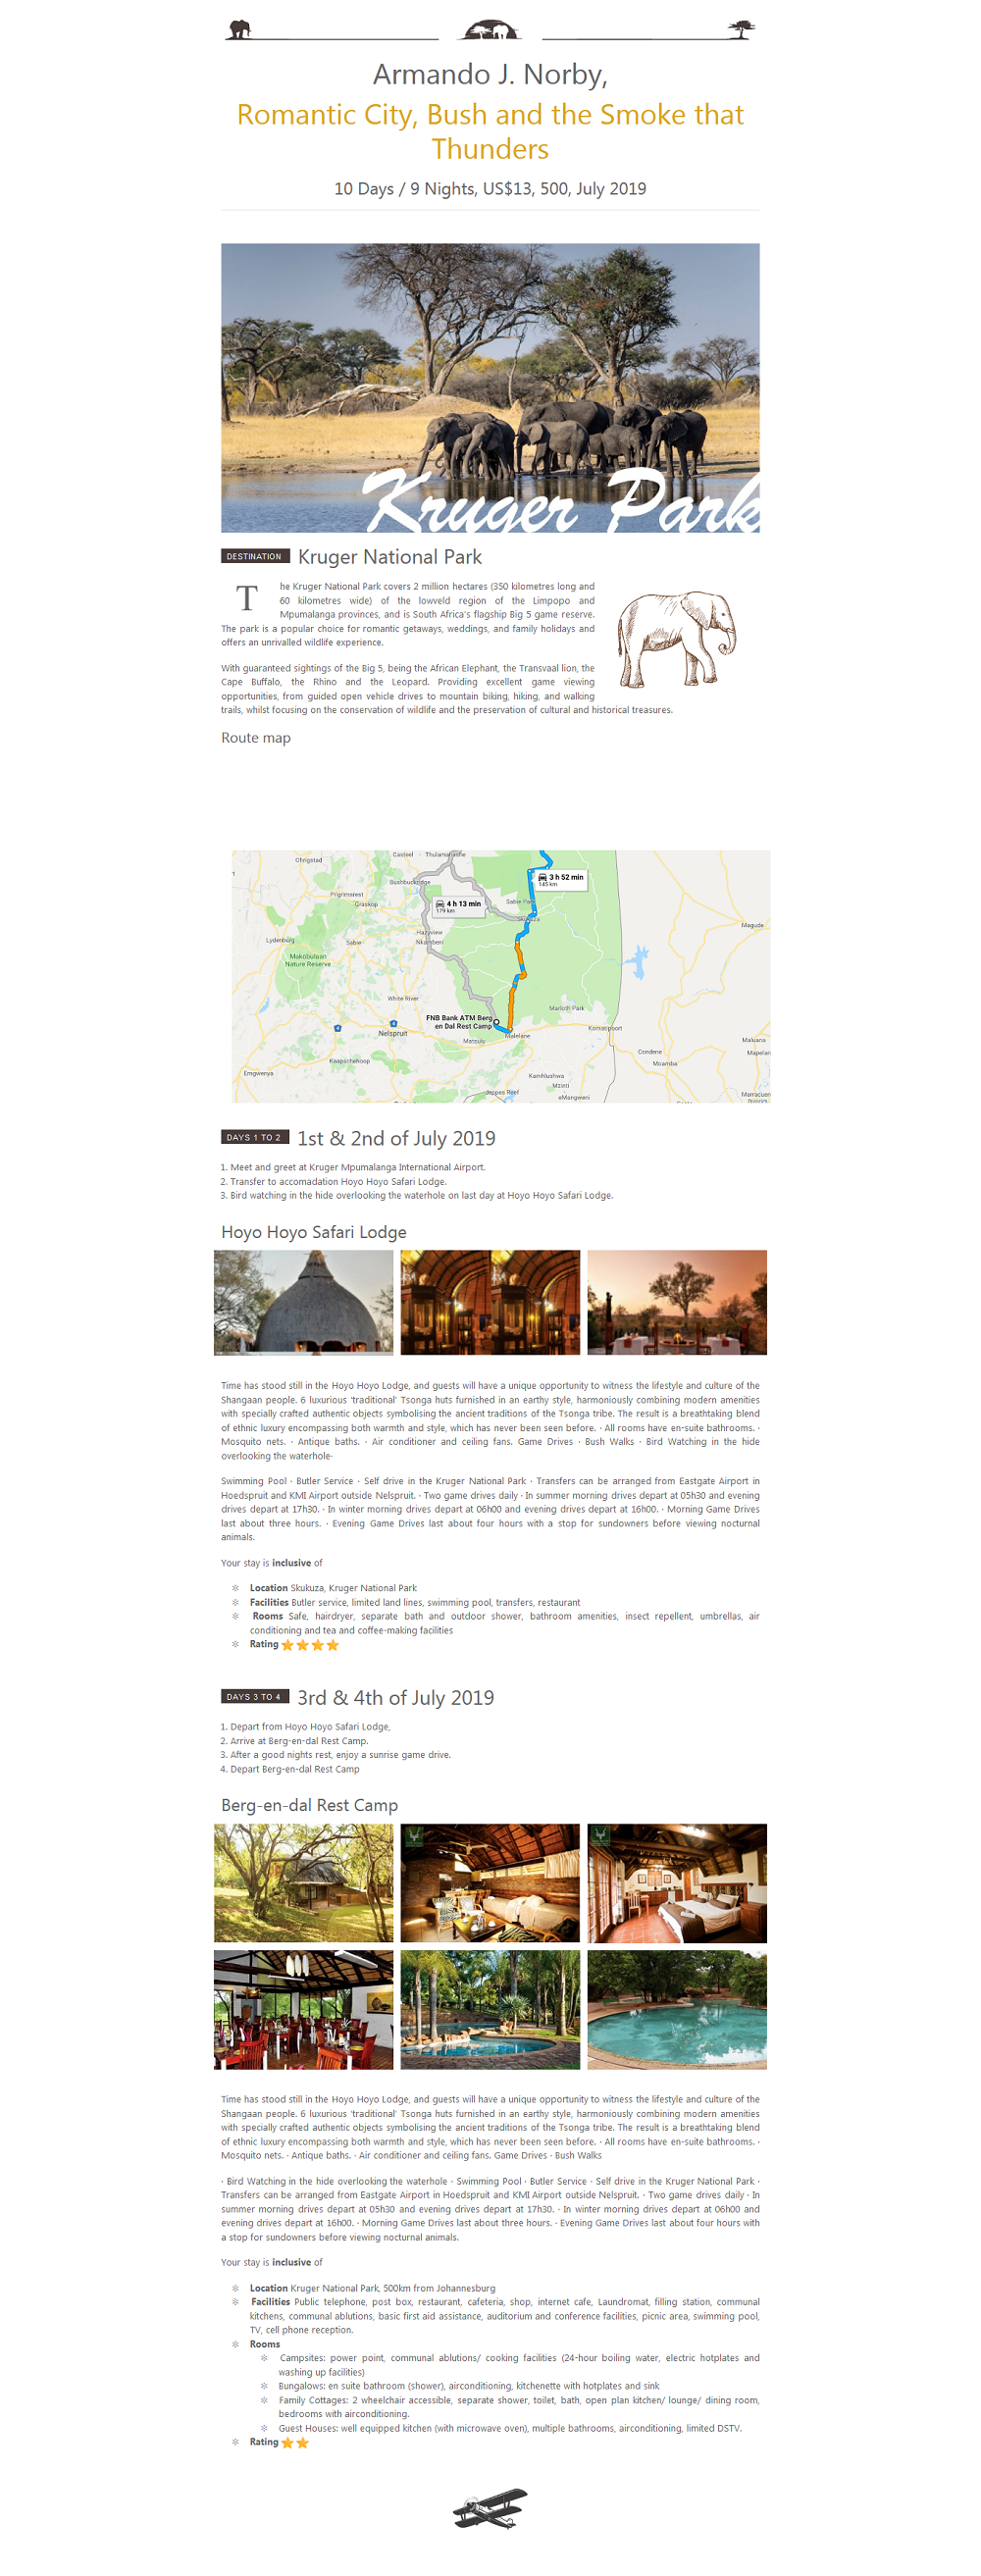 Armando J. Norby,
Romantic City, Bush and the Smoke that
Thunders
10 Days / 9 Nights, US$13, 500, July 2019
Kruger Park
DESTINATION Kruger National Park
The Kruger National Park covers 2 million hectares (350 kilometres long and
60 kilometres wide) of the lowveld region of the Limpopo and
Mpumalanga provinces, and is South Africa's flagship Big 5 game reserve.
The park is a popular choice for romantic getaways, weddings, and family holidays and
offers an unrivalled wildlife experience.
With guaranteed sightings of the Big 5, being the African Elephant, the Transvaal lion, the
Cape Buffalo, the Rhino and the Leopard. Providing excellent game viewing
opportunities, from guided open vehicle drives to mountain biking, hiking, and walking
trails, whilst focusing on the conservation of wildlife and the preservation of cultural and historical treasures.
Route map
Ohrigstad
Casteel
Thulamahashe
Bushbuckridge
3 h 52 min
145 km
Pilgrimsrest
Graskop
4 h 13 min
179 km
Sabie Park
Skukuza
Magude
Hazyview
Nkambeni
Lydenburg
Sabie
Makobulaan
Nature Reserve
White River
Marloth Park
FNB Bank ATM Berg
en Dal Rest Camp
Nelspruit
Malelane
Komatipoort
Matsulu
Maluana
Condene
Mapelan
Kaapschehoop
Moamba
Emgwenya
Kamhlushwa
Mzinti
Jeppes Reef
eMangweni
Marracuen
DAYS 1 TO 2 1st & 2nd of July 2019
1. Meet and greet at Kruger Mpumalanga International Airport.
2. Transfer to accomadation Hoyo Hoyo Safari Lodge.
3. Bird watching in the hide overlooking the waterhole on last day at Hoyo Hoyo Safari Lodge.
Hoyo Hoyo Safari Lodge
Time has stood still in the Hoyo Hoyo Lodge, and guests will have a unique opportunity to witness the lifestyle and culture of the
Shangaan people. 6 luxurious 'traditional' Tsonga huts furnished in an earthy style, harmoniously combining modern amenities
with specially crafted authentic objects symbolising the ancient traditions of the Tsonga tribe. The result is a breathtaking blend
of ethnic luxury encompassing both warmth and style, which has never been seen before. · All rooms have en-suite bathrooms. ·
Mosquito nets. · Antique baths. · Air conditioner and ceiling fans. Game Drives · Bush Walks · Bird Watching in the hide
overlooking the waterhole·
Swimming Pool · Butler Service · Self drive in the Kruger National Park · Transfers can be arranged from Eastgate Airport in
Hoedspruit and KMI Airport outside Nelspruit. · Two game drives daily · In summer morning drives depart at 05h30 and evening
drives depart at 17h30. · In winter morning drives depart at 06h00 and evening drives depart at 16h00. · Morning Game Drives
last about three hours. · Evening Game Drives last about four hours with a stop for sundowners before viewing nocturnal
animals.
Your stay is inclusive of
Location Skukuza, Kruger National Park
Facilities Butler service, limited land lines, swimming pool, transfers, restaurant
Rooms Safe, hairdryer, separate bath and outdoor shower, bathroom amenities, insect repellent, umbrellas, air
conditioning and tea and coffee-making facilities
Rating
DAYS 3 TO 4 3rd & 4th of July 2019
1. Depart from Hoyo Hoyo Safari Lodge,
2. Arrive at Berg-en-dal Rest Camp.
3. After a good nights rest, enjoy a sunrise game drive.
4. Depart Berg-en-dal Rest Camp
Berg-en-dal Rest Camp
Time has stood still in the Hoyo Hoyo Lodge, and guests will have a unique opportunity to witness the lifestyle and culture of the
Shangaan people. 6 luxurious 'traditional' Tsonga huts furnished in an earthy style, harmoniously combining modern amenities
with specially crafted authentic objects symbolising the ancient traditions of the Tsonga tribe. The result is a breathtaking blend
of ethnic luxury encompassing both warmth and style, which has never been seen before. · All rooms have en-suite bathrooms. ·
Mosquito nets. · Antique baths. · Air conditioner and ceiling fans. Game Drives · Bush Walks
· Bird Watching in the hide overlooking the waterhole · Swimming Pool · Butler Service · Self drive in the Kruger National Park ·
Transfers can be arranged from Eastgate Airport in Hoedspruit and KMI Airport outside Nelspruit. · Two game drives daily · In
summer morning drives depart at 05h30 and evening drives depart at 17h30. · In winter morning drives depart at 06h00 and
evening drives depart at 16h00. · Morning Game Drives last about three hours. · Evening Game Drives last about four hours with
a stop for sundowners before viewing nocturnal animals.
Your stay is inclusive of
Location Kruger National Park, 500km from Johannesburg
Facilities Public telephone, post box, restaurant, cafeteria, shop, internet cafe, Laundromat, filling station, communal
kitchens, communal ablutions, basic first aid assistance, auditorium and conference facilities, picnic area, swimming pool,
TV, cell phone reception.
Rooms
Campsites: power point, communal ablutions/ cooking facilities (24-hour boiling water, electric hotplates and
washing up facilities)
Bungalows: en suite bathroom (shower), airconditioning, kitchenette with hotplates and sink
Family Cottages: 2 wheelchair accessible, separate shower, toilet, bath, open plan kitchen/ lounge/ dining room,
bedrooms with airconditioning.
Guest Houses: well equipped kitchen (with microwave oven), multiple bathrooms, airconditioning, limited DSTV.
Rating